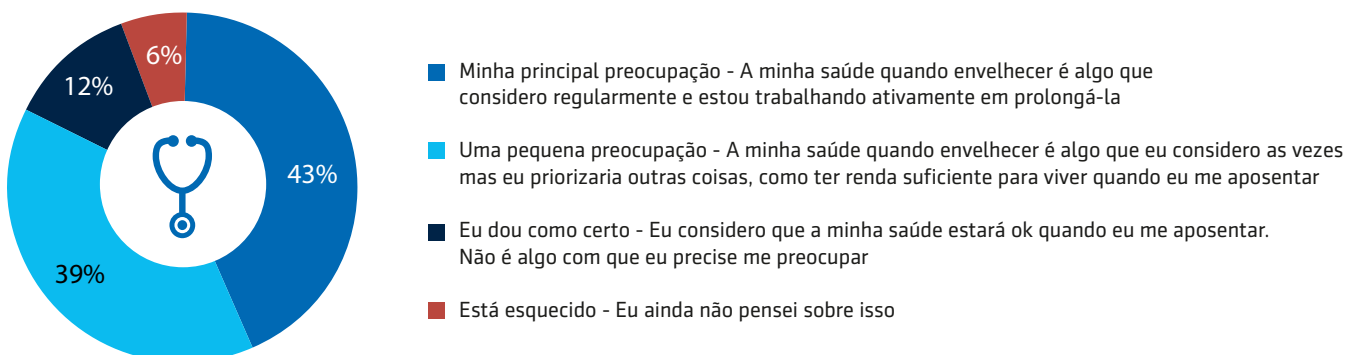 6%
12%
43%
39%
Minha principal preocupação - A minha saúde quando envelhecer é algo que
considero regularmente e estou trabalhando ativamente em prolongá-la
Uma pequena preocupação - A minha saúde quando envelhecer é algo que eu considero as vezes
mas eu priorizaria outras coisas, como ter renda suficiente para viver quando eu me aposentar
Eu dou como certo - Eu considero que a minha saúde estará ok quando eu me aposentar.
Não é algo com que eu precise me preocupar
Está esquecido - Eu ainda não pensei sobre isso